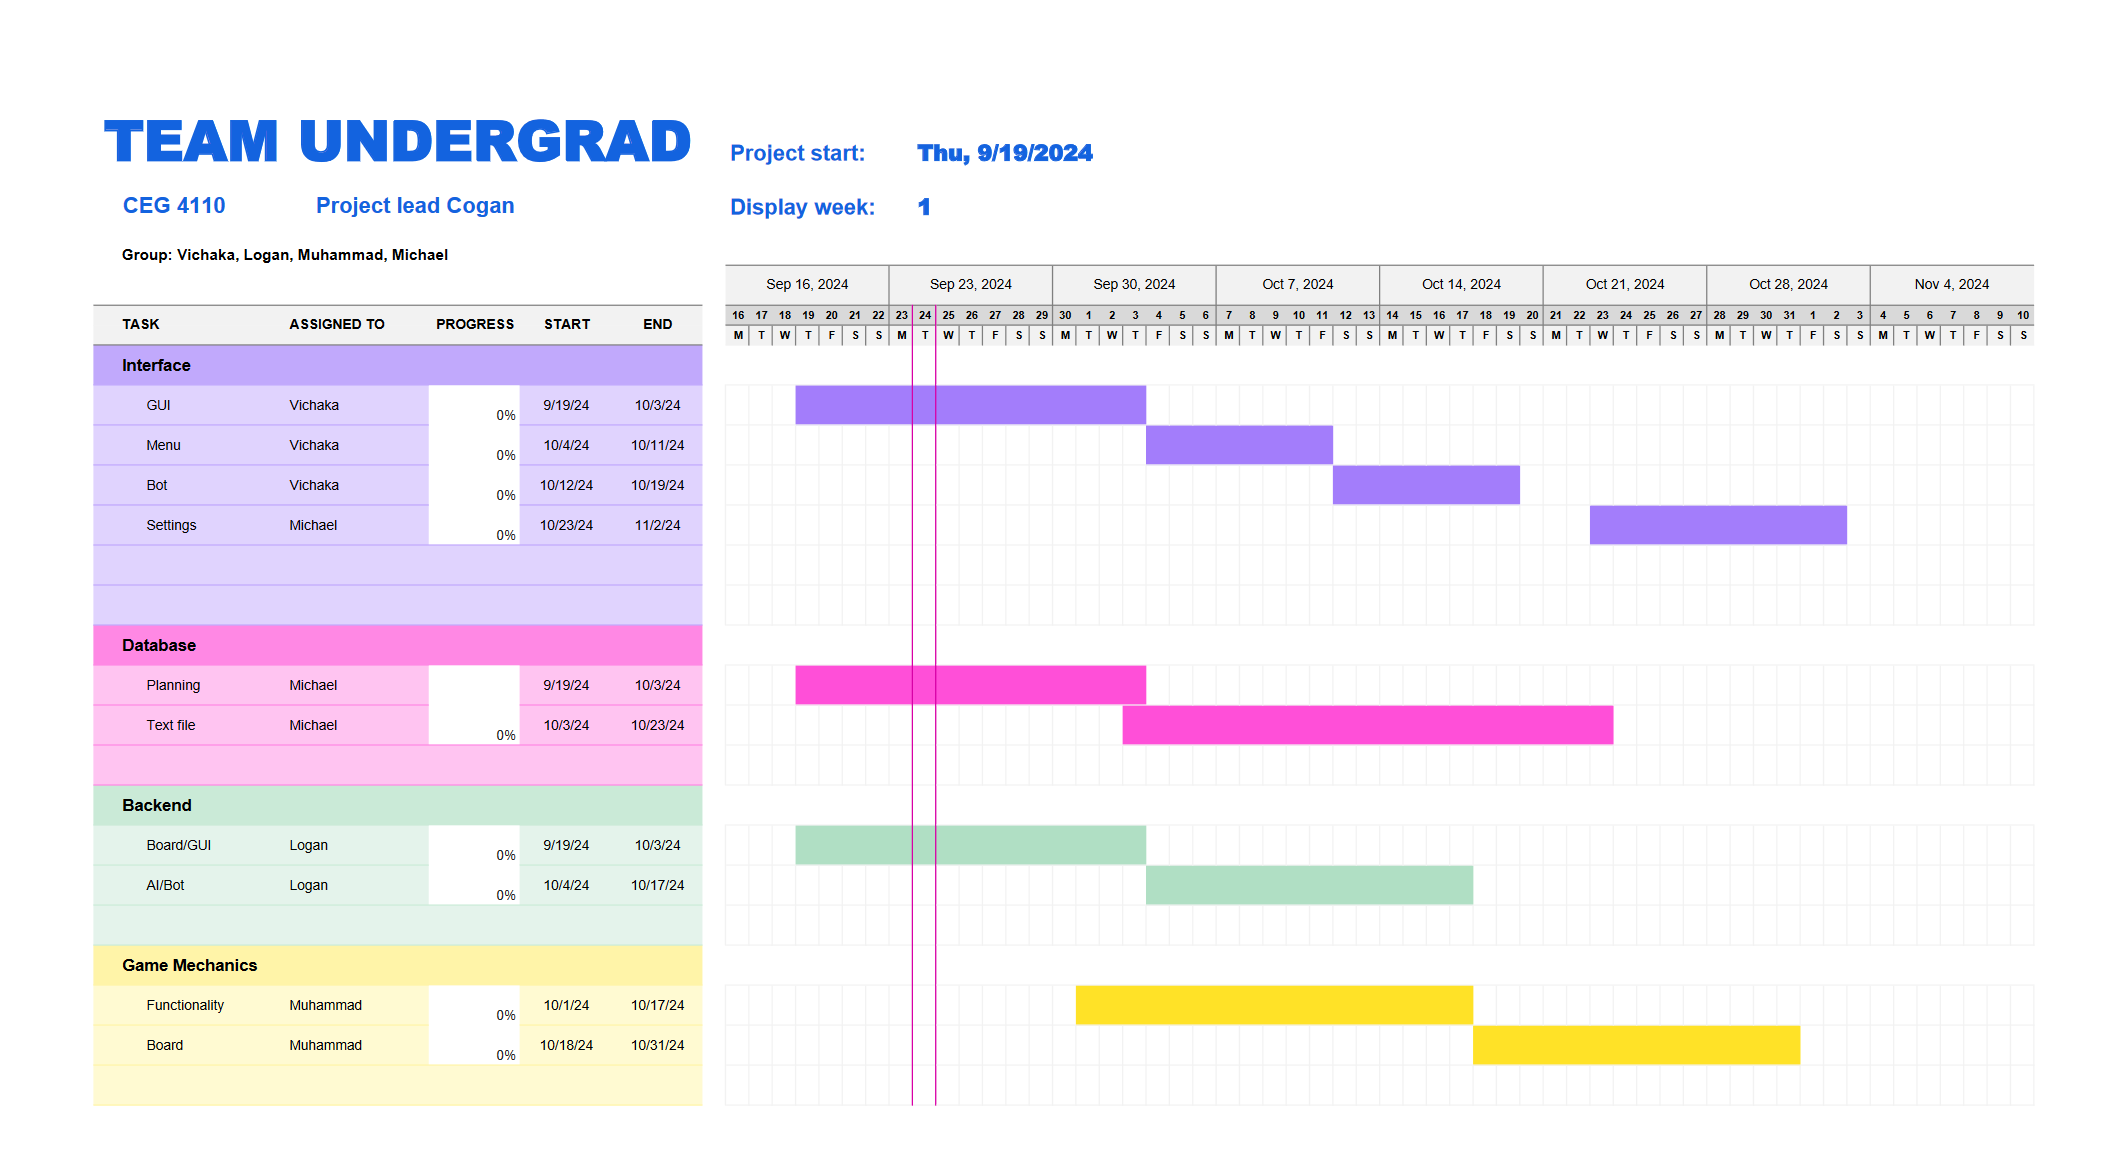 TEAM UNDERGRAD
Project start: Thu, 9/19/2024
CEG 4110 Project lead Cogan
Display week: 1
Group: Vichaka, Logan, Muhammad, Michael
Sep 16, 2024 Sep 23, 2024 Sep 30, 2024 Oct 7, 2024 Oct 14, 2024 Oct 21, 2024 Oct 28, 2024 Nov 4, 2024
16 17 18 19 20 21 22 23 24 25 26 27 28 29 30 1 2 3 4 5 6 7 8 9 10 11 12 13 14 15 16 17 18 19 20 21 22 23 24 25 26 27 28 29 30 31 1 2 3 4 5 6 7 8 9 10
TASK ASSIGNED TO PROGRESS START END
M T W T F S S M T W T F S S M T W T F S S M T W T F S S M T W T F S S M T W T F S S M T W T F S S M T W T F S S
Interface
GUI Vichaka 0% 9/19/24 10/3/24
Menu Vichaka 0% 10/4/24 10/11/24
Bot Vichaka 0% 10/12/24 10/19/24
Settings Michael 0% 10/23/24 11/2/24
Database
Planning Michael 9/19/24 10/3/24
Text file Michael 0% 10/3/24 10/23/24
Backend
Board/GUI Logan 0% 9/19/24 10/3/24
AI/Bot Logan 0% 10/4/24 10/17/24
Game Mechanics
Functionality Muhammad 0% 10/1/24 10/17/24
Board Muhammad 0% 10/18/24 10/31/24